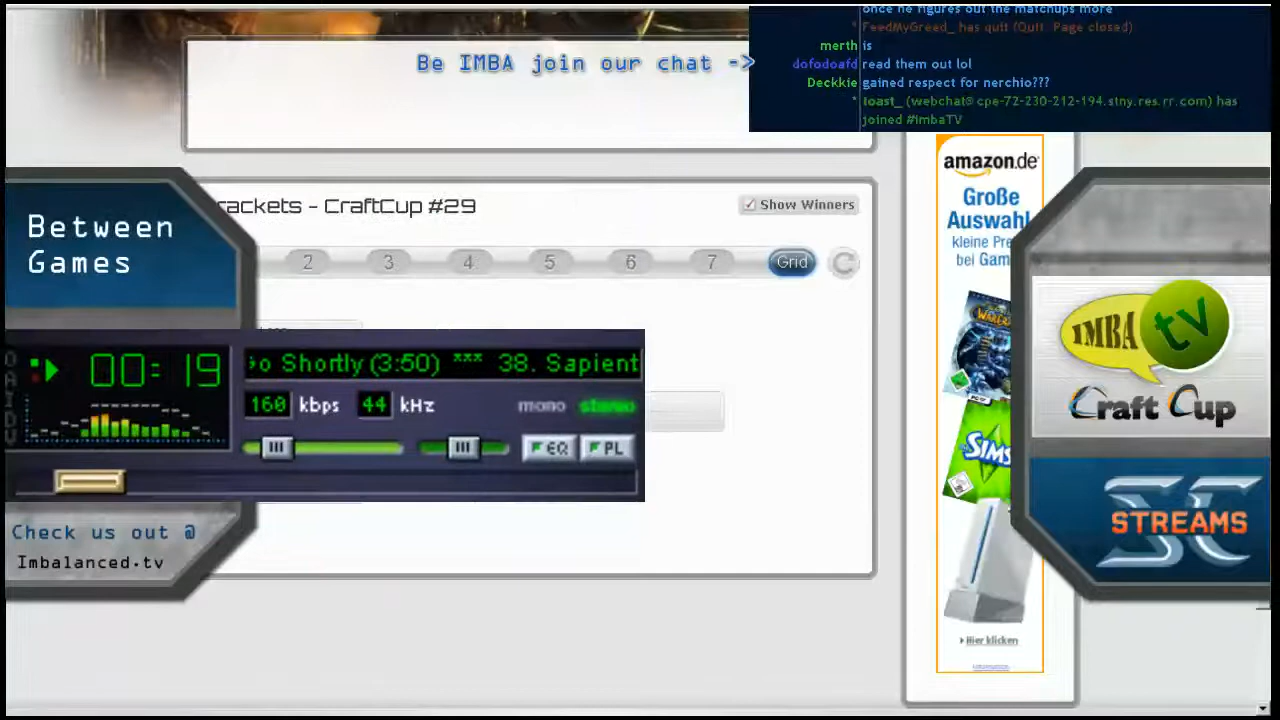 once he figures out the matchups more
* FeedMyGreed_ has quit (Quit: Page closed)
merth is
dofodoafd read them out lol
Deckkie gained respect for nerchio???
* toast_ (webchat@cpe-72-230-212-194.stny.res.rr.com) has
joined #ImbaTV
Be IMBA join our chat ->
amazon.de
Große
Auswahl
kleine Pre
bei Gam
rackets - CraftCup #29
Show Winners
2 3 4 5 6 7 Grid
Between
Games
00:19
o Shortly (3:50) *** 38. Sapient
160 kbps 44 kHz mono stereo
EQ PL
OAIDV
Check us out @
Imbalanced.tv
IMBA tv
Craft Cup
SC
STREAMS
SIMS
Hier klicken